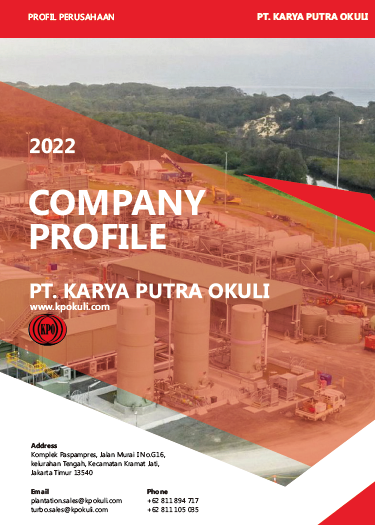 PROFIL PERUSAHAAN
PT. KARYA PUTRA OKULI
2022
COMPANY
PROFILE
PT. KARYA PUTRA OKULI
www.kpokuli.com
KPO
Address
Komplek Paspampres, Jalan Murai I No.G16,
kelurahan Tengah, Kecamatan Kramat Jati,
Jakarta Timur 13540
Email
plantation.sales@kpokuli.com
turbo.sales@kpokuli.com
Phone
+62 811 894 717
+62 811 105 035